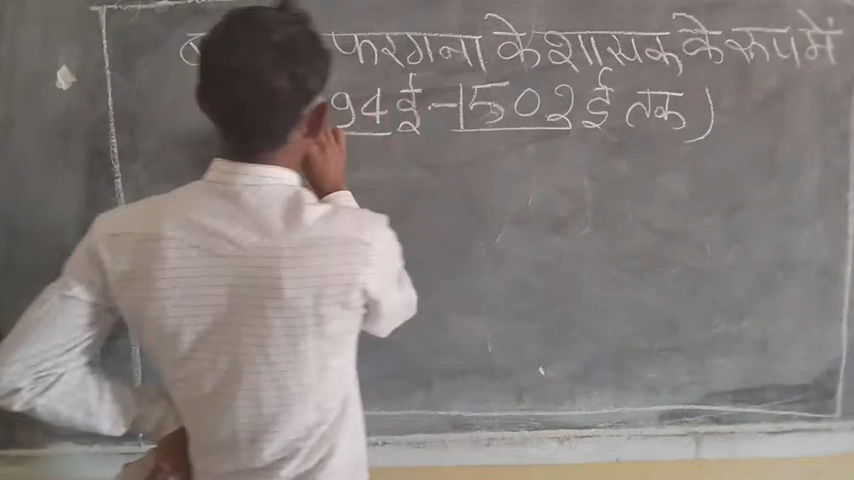 फरगना के शासक के रूप में
94 ई - 1502 ई तक)